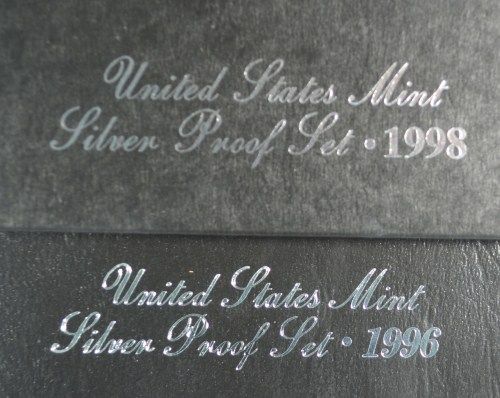 United States Mint
Silver Proof Set • 1998
United States Mint
Silver Proof Set • 1996